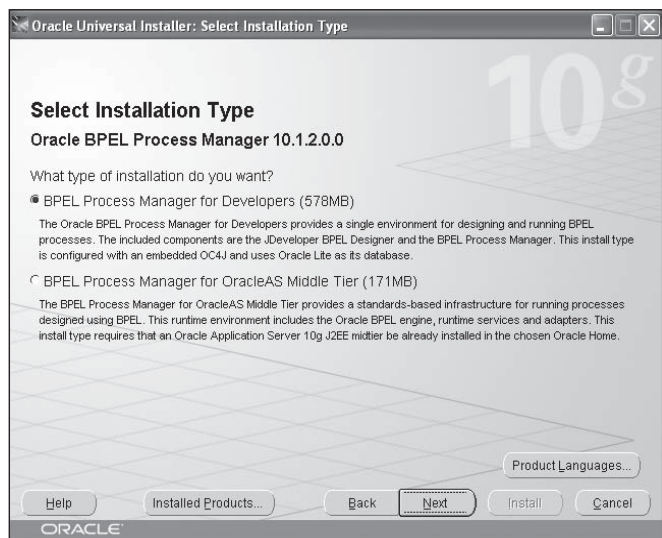 Oracle Universal Installer: Select Installation Type
10g
Select Installation Type
Oracle BPEL Process Manager 10.1.2.0.0
What type of installation do you want?
BPEL Process Manager for Developers (578MB)
The Oracle BPEL Process Manager for Developers provides a single environment for designing and running BPEL
processes. The included components are the JDeveloper BPEL Designer and the BPEL Process Manager. This install type
is configured with an embedded OC4J and uses Oracle Lite as its database.
BPEL Process Manager for OracleAS Middle Tier (171MB)
The BPEL Process Manager for OracleAS Middle Tier provides a standards-based infrastructure for running processes
designed using BPEL. This runtime environment includes the Oracle BPEL engine, runtime services and adapters. This
install type requires that an Oracle Application Server 10g J2EE midtier be already installed in the chosen Oracle Home.
Product Languages...
Help Installed Products... Back Next Install Cancel
ORACLE